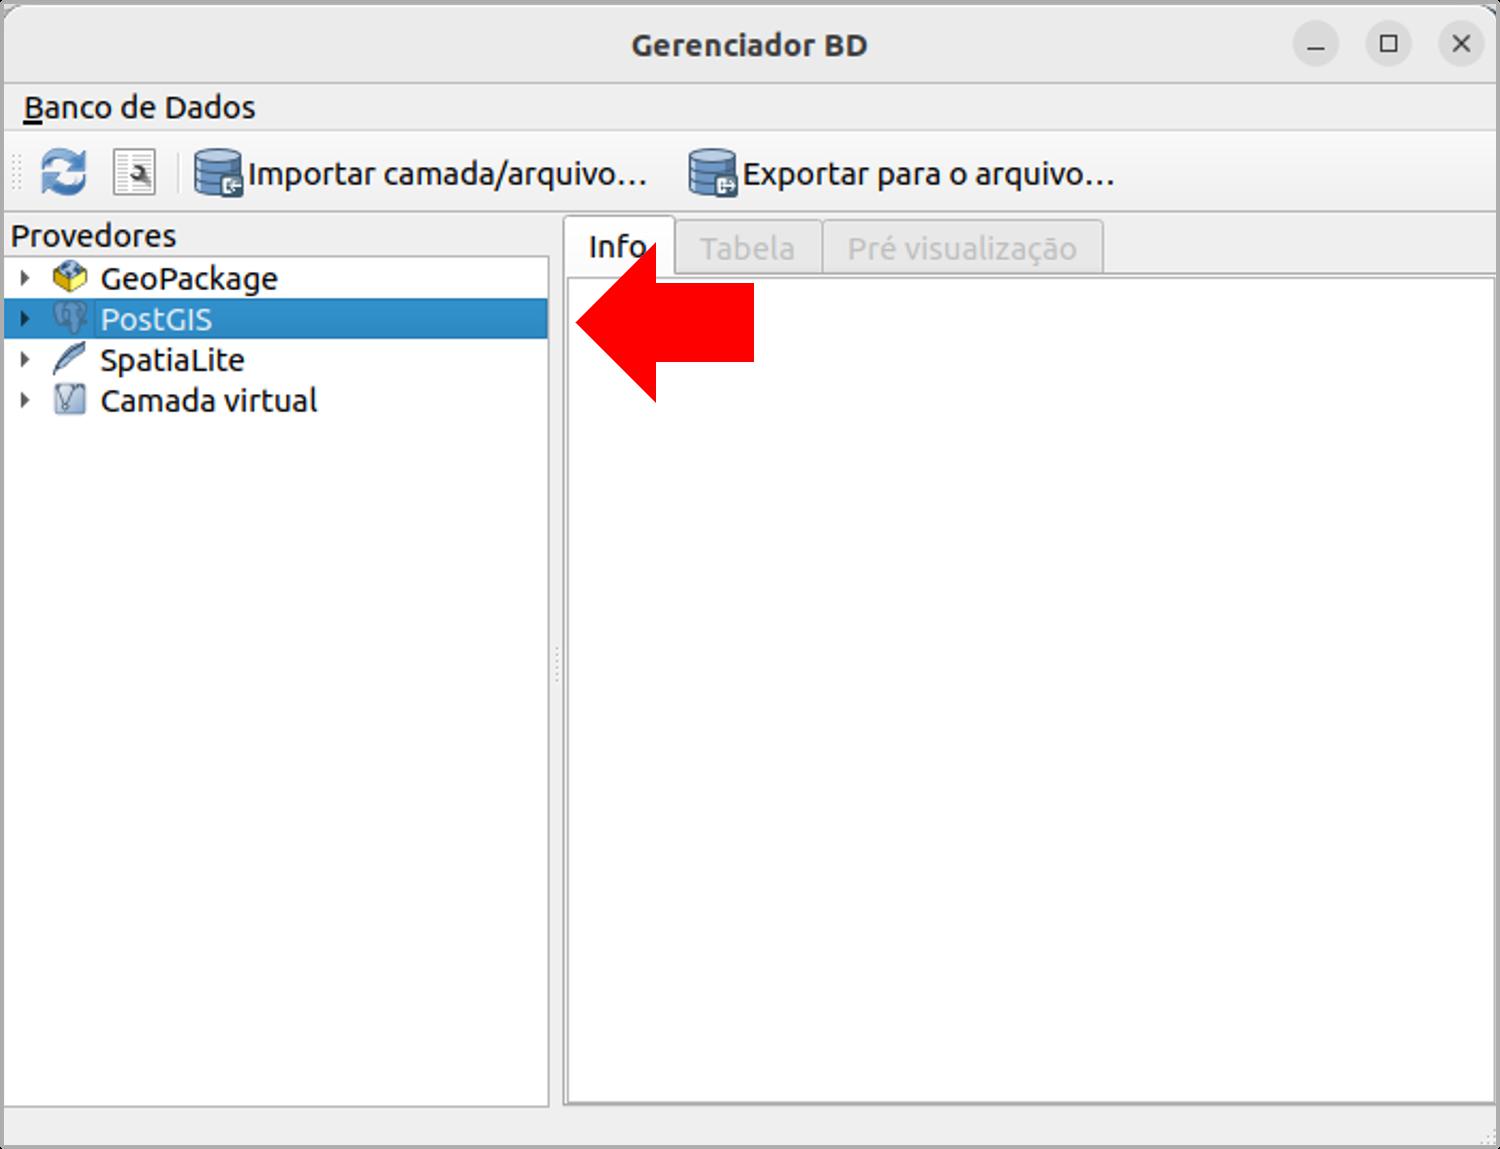 Gerenciador BD
Banco de Dados
Importar camada/arquivo... Exportar para o arquivo...
Provedores
Info Tabela Pré visualização
GeoPackage
PostGIS
SpatiaLite
Camada virtual